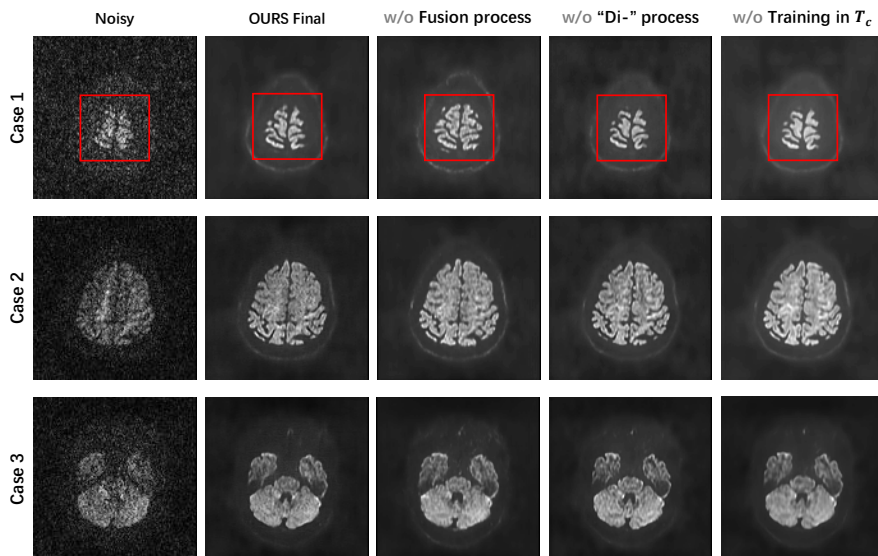 Noisy
OURS Final
w/o Fusion process
w/o “Di-” process
w/o Training in T_c
Case 1
Case 2
Case 3